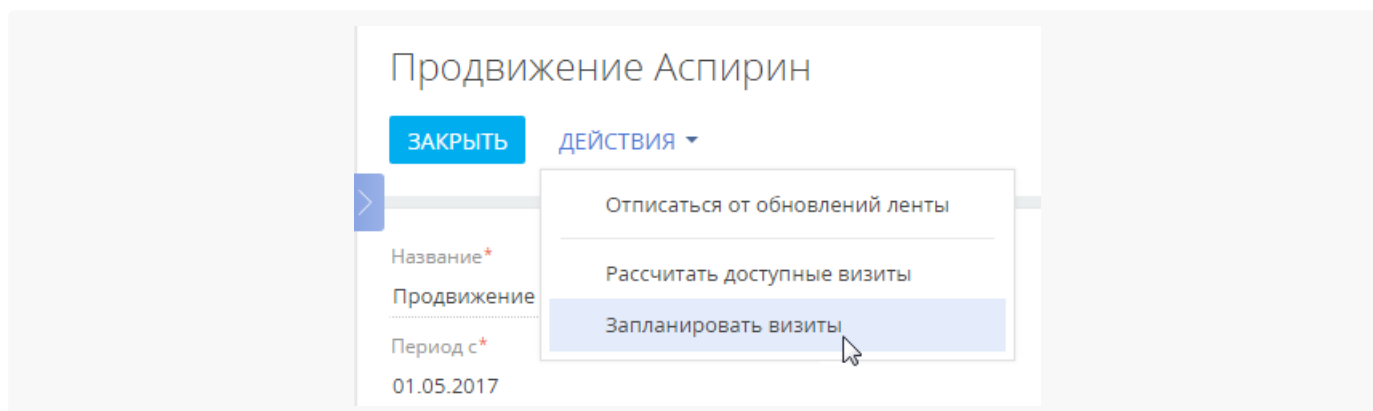 Продвижение Аспирин
ЗАКРЫТЬ ДЕЙСТВИЯ
Отписаться от обновлений ленты
Название*
Рассчитать доступные визиты
Продвижение
Запланировать визиты
Период с*
01.05.2017